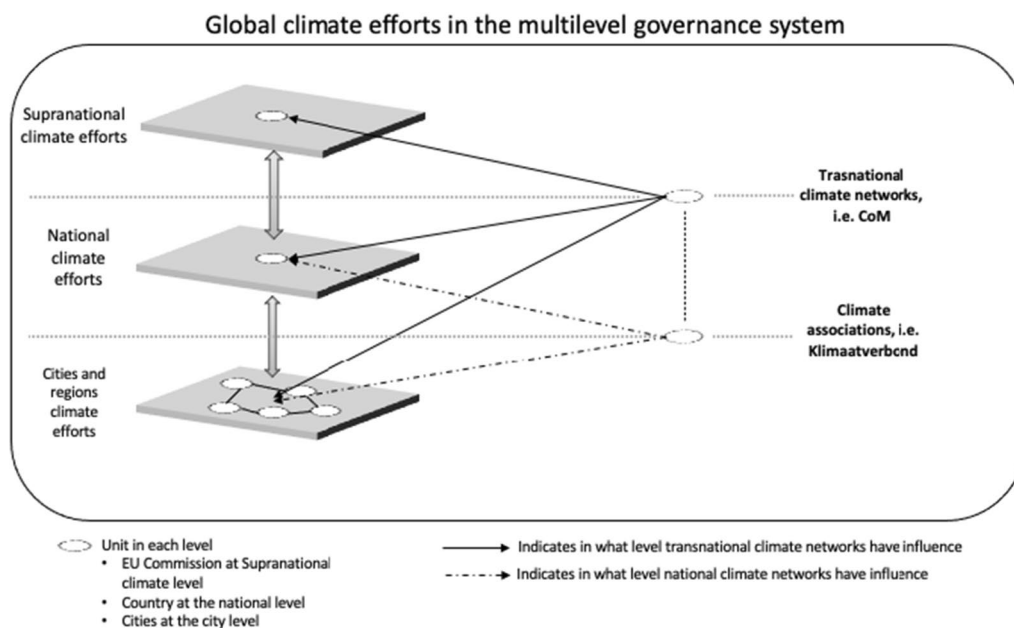 Global climate efforts in the multilevel governance system
Supranational
climate efforts
Trasnational
climate networks,
i.e. CoM
National
climate
efforts
Climate
associations, i.e.
Klimaatverbcnd
Cities and
regions
climate
efforts
Unit in each level
• EU Commission at Supranational
climate level
• Country at the national level
• Cities at the city level
Indicates in what level transnational climate networks have influence
Indicates in what level national climate networks have influence